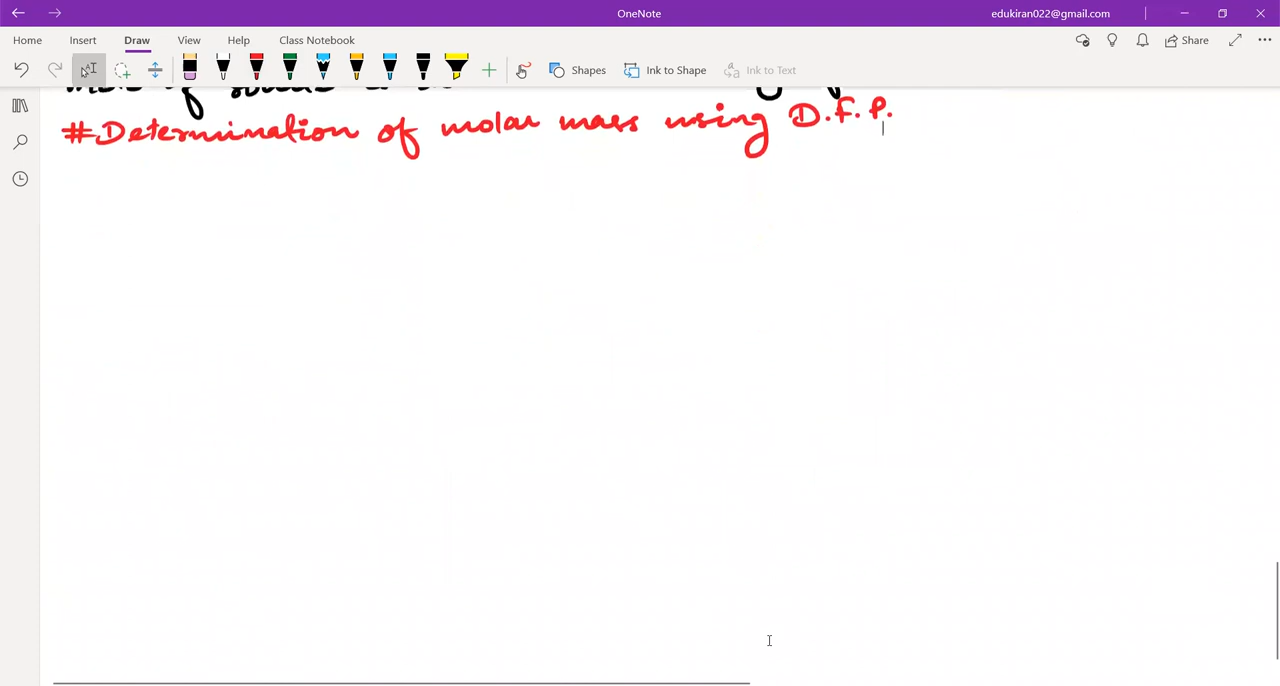 OneNote
edukiran022@gmail.com
Home Insert Draw View Help Class Notebook
Share
Shapes Ink to Shape Ink to Text
#Determination of molar mass using D.f.P.